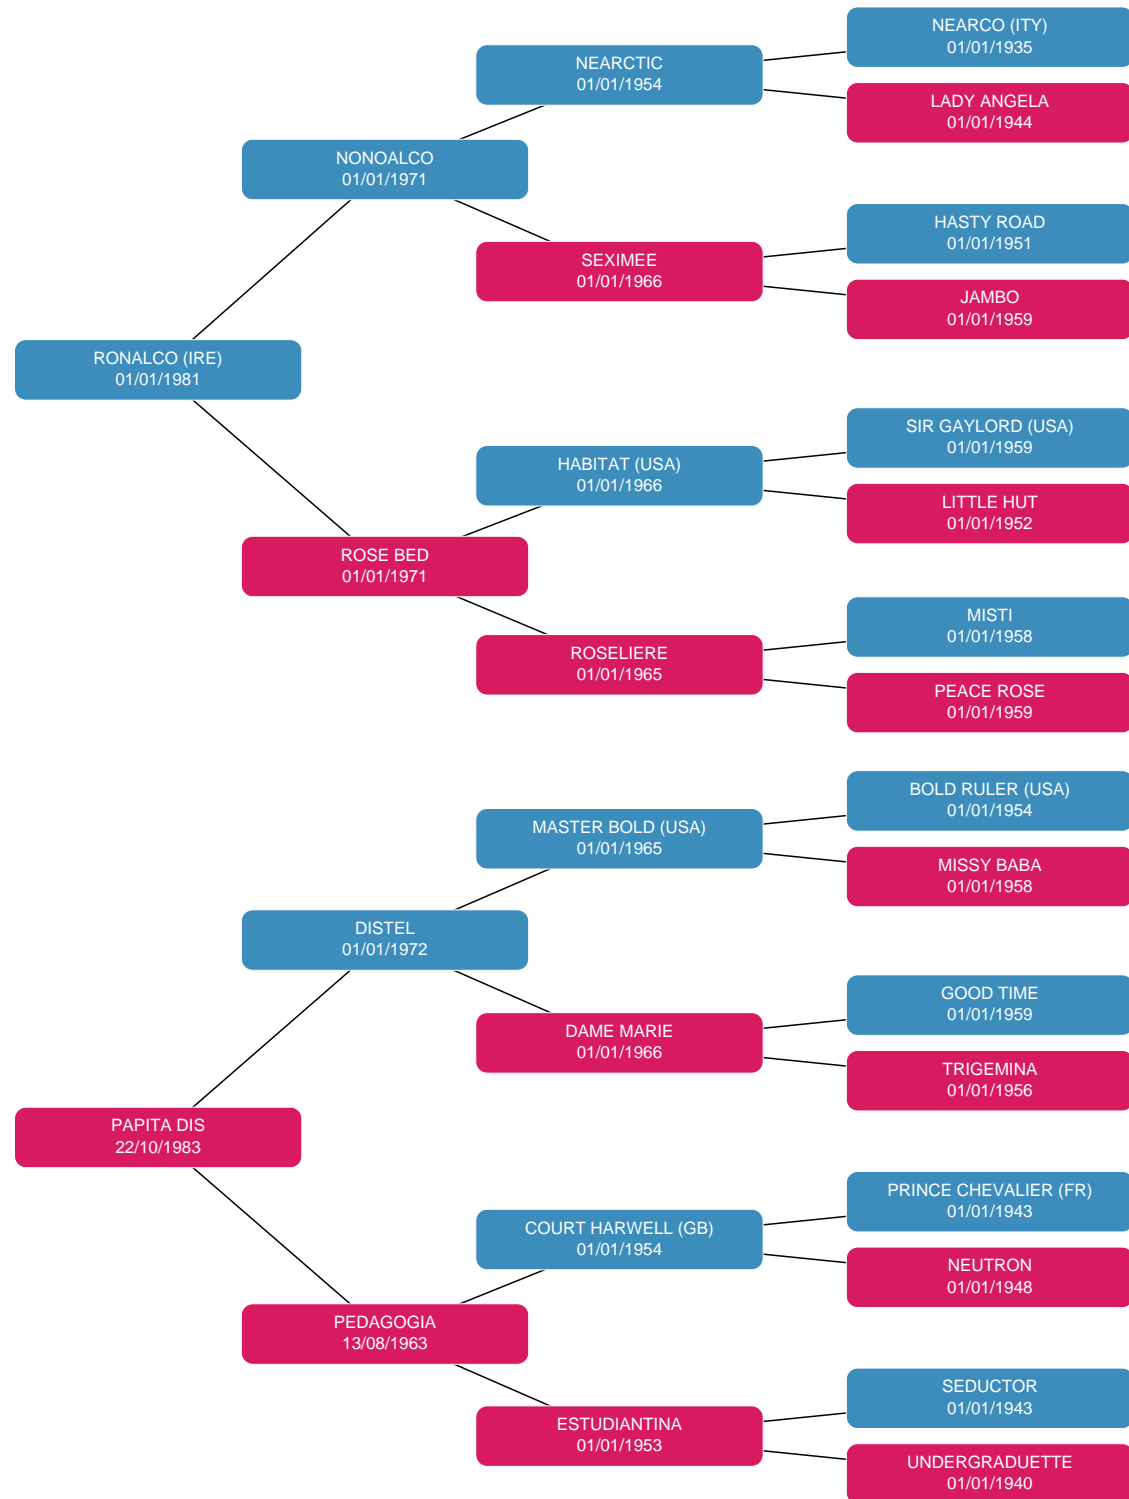 NEARCO (ITY)
01/01/1935
NEARCTIC
01/01/1954
LADY ANGELA
01/01/1944
NONOALCO
01/01/1971
HASTY ROAD
01/01/1951
SEXIMEE
01/01/1966
JAMBO
01/01/1959
RONALCO (IRE)
01/01/1981
SIR GAYLORD (USA)
01/01/1959
HABITAT (USA)
01/01/1966
LITTLE HUT
01/01/1952
ROSE BED
01/01/1971
MISTI
01/01/1958
ROSELIERE
01/01/1965
PEACE ROSE
01/01/1959
BOLD RULER (USA)
01/01/1954
MASTER BOLD (USA)
01/01/1965
MISSY BABA
01/01/1958
DISTEL
01/01/1972
GOOD TIME
01/01/1959
DAME MARIE
01/01/1966
TRIGEMINA
01/01/1956
PAPITA DIS
22/10/1983
PRINCE CHEVALIER (FR)
01/01/1943
COURT HARWELL (GB)
01/01/1954
NEUTRON
01/01/1948
PEDAGOGIA
13/08/1963
SEDUCTOR
01/01/1943
ESTUDIANTINA
01/01/1953
UNDERGRADUETTE
01/01/1940